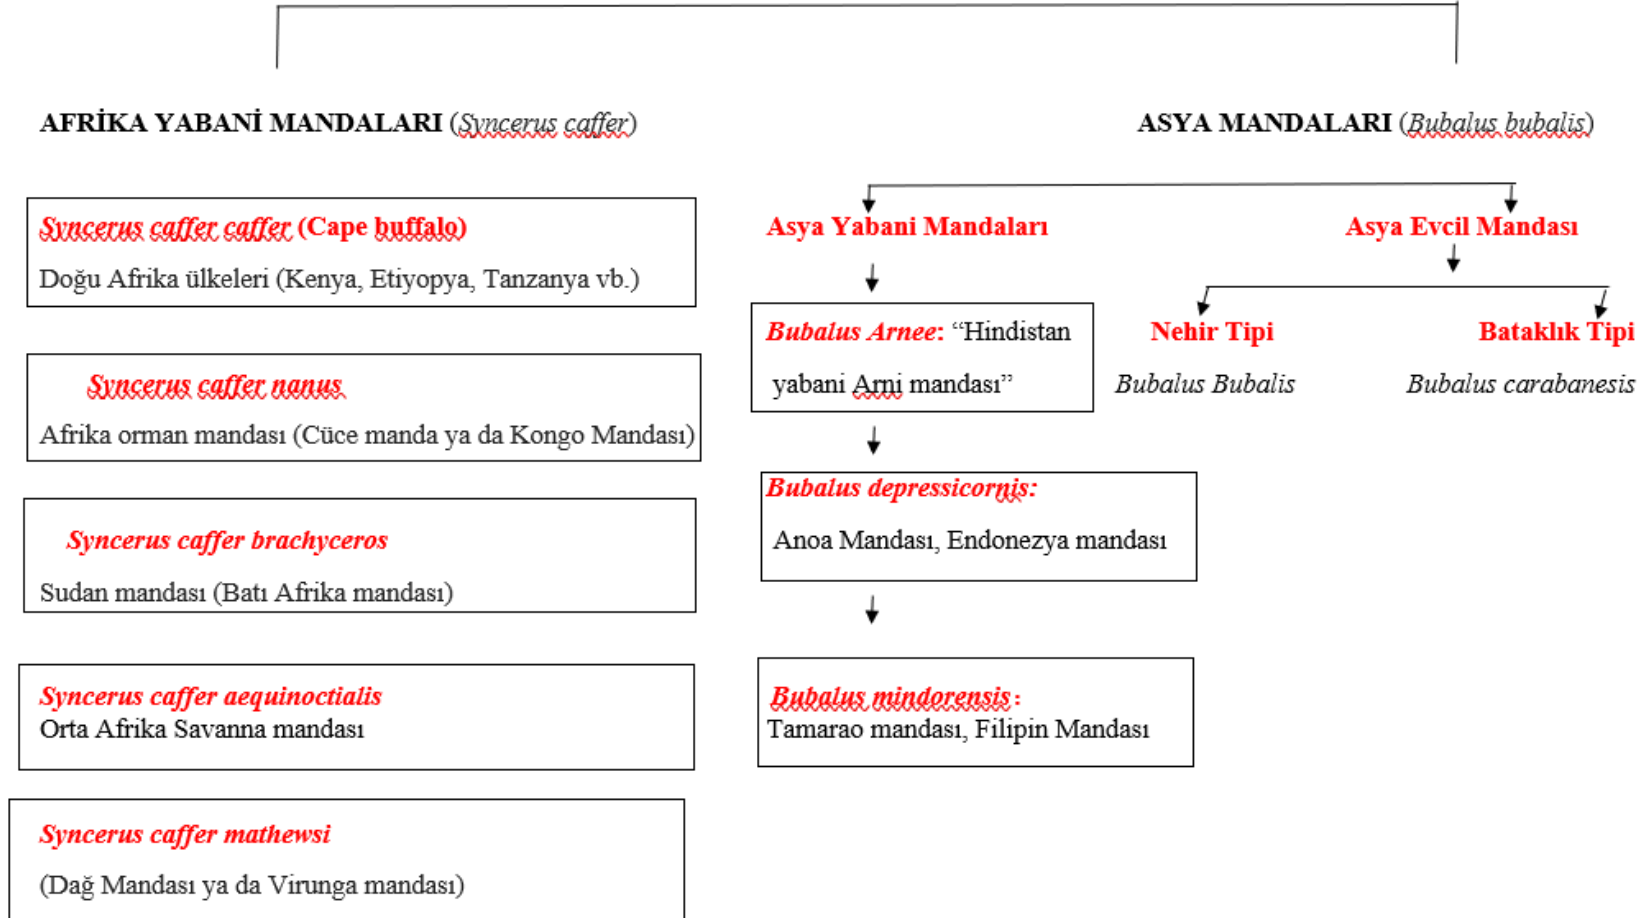 AFRİKA YABANİ MANDALARI (Syncerus caffer)
ASYA MANDALARI (Bubalus bubalis)
Syncerus caffer caffer (Cape buffalo)
Doğu Afrika ülkeleri (Kenya, Etiyopya, Tanzanya vb.)
Syncerus caffer nanus
Afrika orman mandası (Cüce manda ya da Kongo Mandası)
Syncerus caffer brachyceros
Sudan mandası (Batı Afrika mandası)
Syncerus caffer aequinoctialis
Orta Afrika Savanna mandası
Syncerus caffer mathewsi
(Dağ Mandası ya da Virunga mandası)
Asya Yabani Mandaları
Bubalus Arnee: “Hindistan
yabani Arni mandası”
Bubalus depressicornis:
Anoa Mandası, Endonezya mandası
Bubalus mindorensis:
Tamarao mandası, Filipin Mandası
Asya Evcil Mandası
Nehir Tipi
Bubalus Bubalis
Bataklık Tipi
Bubalus carabanesis